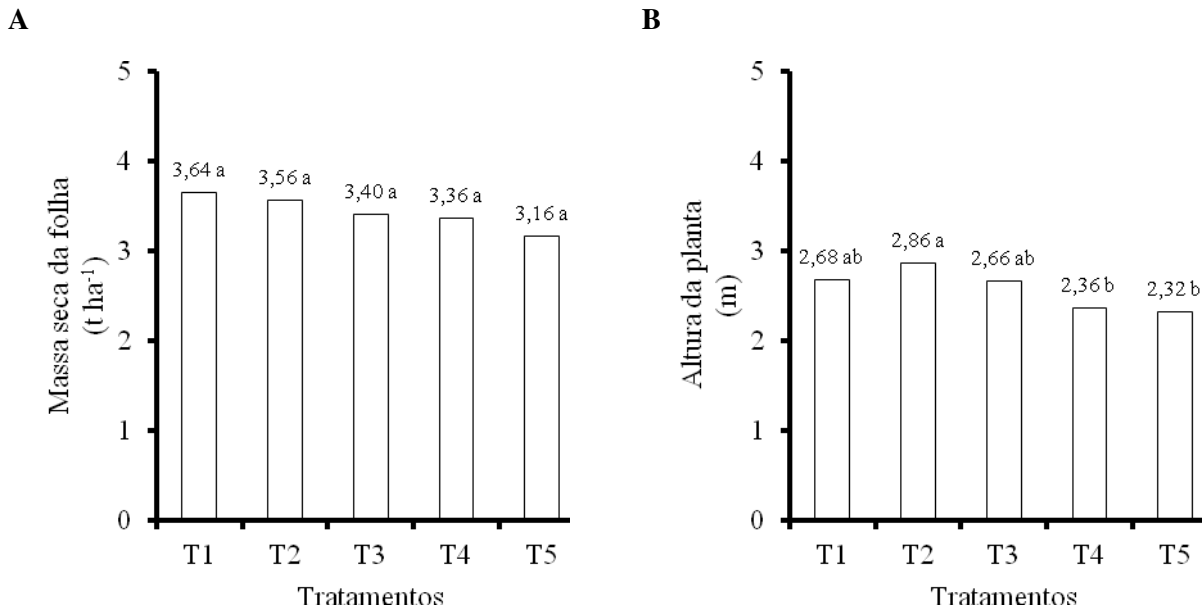 A
B
5
4
3
2
1
0
Massa seca da folha
(t ha⁻¹)
3,64 a
3,56 a
3,40 a
3,36 a
3,16 a
T1 T2 T3 T4 T5
Tratamentos
5
4
3
2
1
0
Altura da planta
(m)
2,68 ab
2,86 a
2,66 ab
2,36 b
2,32 b
T1 T2 T3 T4 T5
Tratamentos